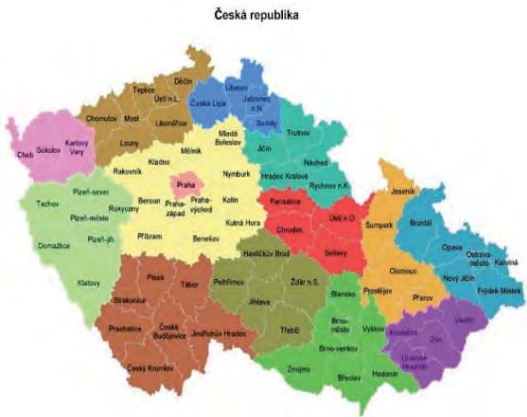 Česká republika
Děčín
Teplice
Ústí n.L.
Chomutov
Most
Litoměřice
Louny
Liberec
Česká Lípa
Jablonec
n.N.
Semily
Trutnov
Jičín
Náchod
Hradec Králové
Rychnov n.K.
Cheb
Sokolov
Karlovy
Vary
Mladá
Boleslav
Mělník
Kladno
Rakovník
Nymburk
Praha
Beroun
Praha-
západ
Praha-
východ
Kolín
Kutná Hora
Příbram
Benešov
Plzeň-sever
Tachov
Plzeň-město
Rokycany
Plzeň-jih
Domažlice
Klatovy
Pardubice
Ústí n.O.
Chrudim
Svitavy
Jeseník
Šumperk
Olomouc
Prostějov
Přerov
Bruntál
Opava
Ostrava-
město
Karviná
Nový Jičín
Frýdek-Místek
Havlíčkův Brod
Pelhřimov
Žďár n.S.
Jihlava
Třebíč
Písek
Tábor
Strakonice
Prachatice
České
Budějovice
Jindřichův Hradec
Český Krumlov
Blansko
Brno-
město
Vyškov
Brno-venkov
Znojmo
Břeclav
Hodonín
Kroměříž
Vsetín
Zlín
Uherské
Hradiště